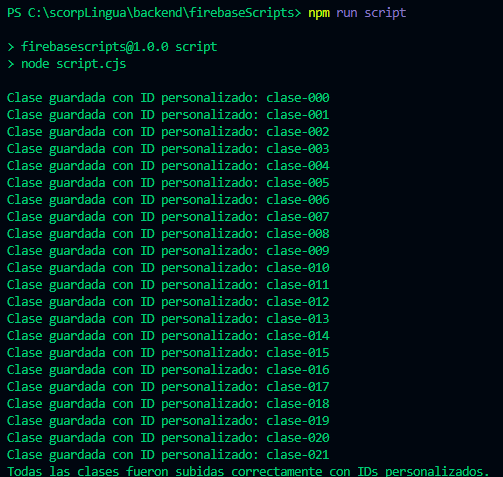 PS C:\scorpLingua\backend\firebaseScripts> npm run script
> firebasescripts@1.0.0 script
> node script.cjs
Clase guardada con ID personalizado: clase-000
Clase guardada con ID personalizado: clase-001
Clase guardada con ID personalizado: clase-002
Clase guardada con ID personalizado: clase-003
Clase guardada con ID personalizado: clase-004
Clase guardada con ID personalizado: clase-005
Clase guardada con ID personalizado: clase-006
Clase guardada con ID personalizado: clase-007
Clase guardada con ID personalizado: clase-008
Clase guardada con ID personalizado: clase-009
Clase guardada con ID personalizado: clase-010
Clase guardada con ID personalizado: clase-011
Clase guardada con ID personalizado: clase-012
Clase guardada con ID personalizado: clase-013
Clase guardada con ID personalizado: clase-014
Clase guardada con ID personalizado: clase-015
Clase guardada con ID personalizado: clase-016
Clase guardada con ID personalizado: clase-017
Clase guardada con ID personalizado: clase-018
Clase guardada con ID personalizado: clase-019
Clase guardada con ID personalizado: clase-020
Clase guardada con ID personalizado: clase-021
Todas las clases fueron subidas correctamente con IDs personalizados.